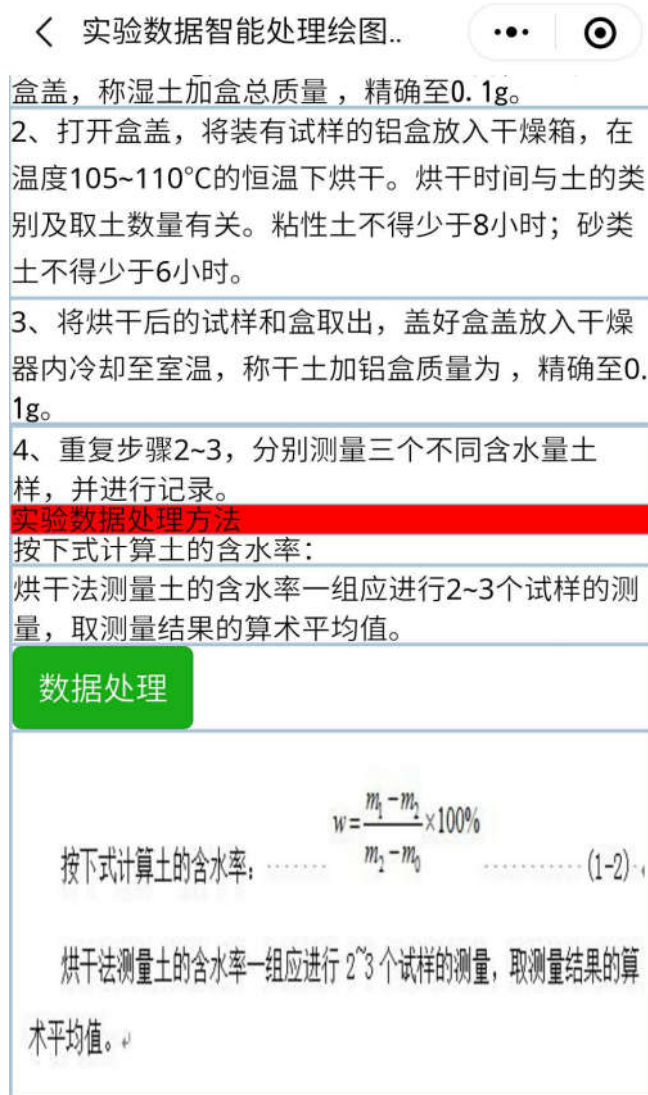 实验数据智能处理绘图..
盒盖，称湿土加盒总质量 ，精确至0.1g。
2、打开盒盖，将装有试样的铝盒放入干燥箱，在
温度105~110°C的恒温下烘干。烘干时间与土的类
别及取土数量有关。粘性土不得少于8小时；砂类
土不得少于6小时。
3、将烘干后的试样和盒取出，盖好盒盖放入干燥
器内冷却至室温，称干土加铝盒质量为 ，精确至0.
1g。
4、重复步骤2~3，分别测量三个不同含水量土
样，并进行记录。
实验数据处理方法
按下式计算土的含水率：
烘干法测量土的含水率一组应进行2~3个试样的测
量，取测量结果的算术平均值。
数据处理
按下式计算土的含水率：······· w=(m₁-m₂)/(m₂-m₀)×100% ··········· (1-2)
烘干法测量土的含水率一组应进行 2~3 个试样的测量，取测量结果的算
术平均值。